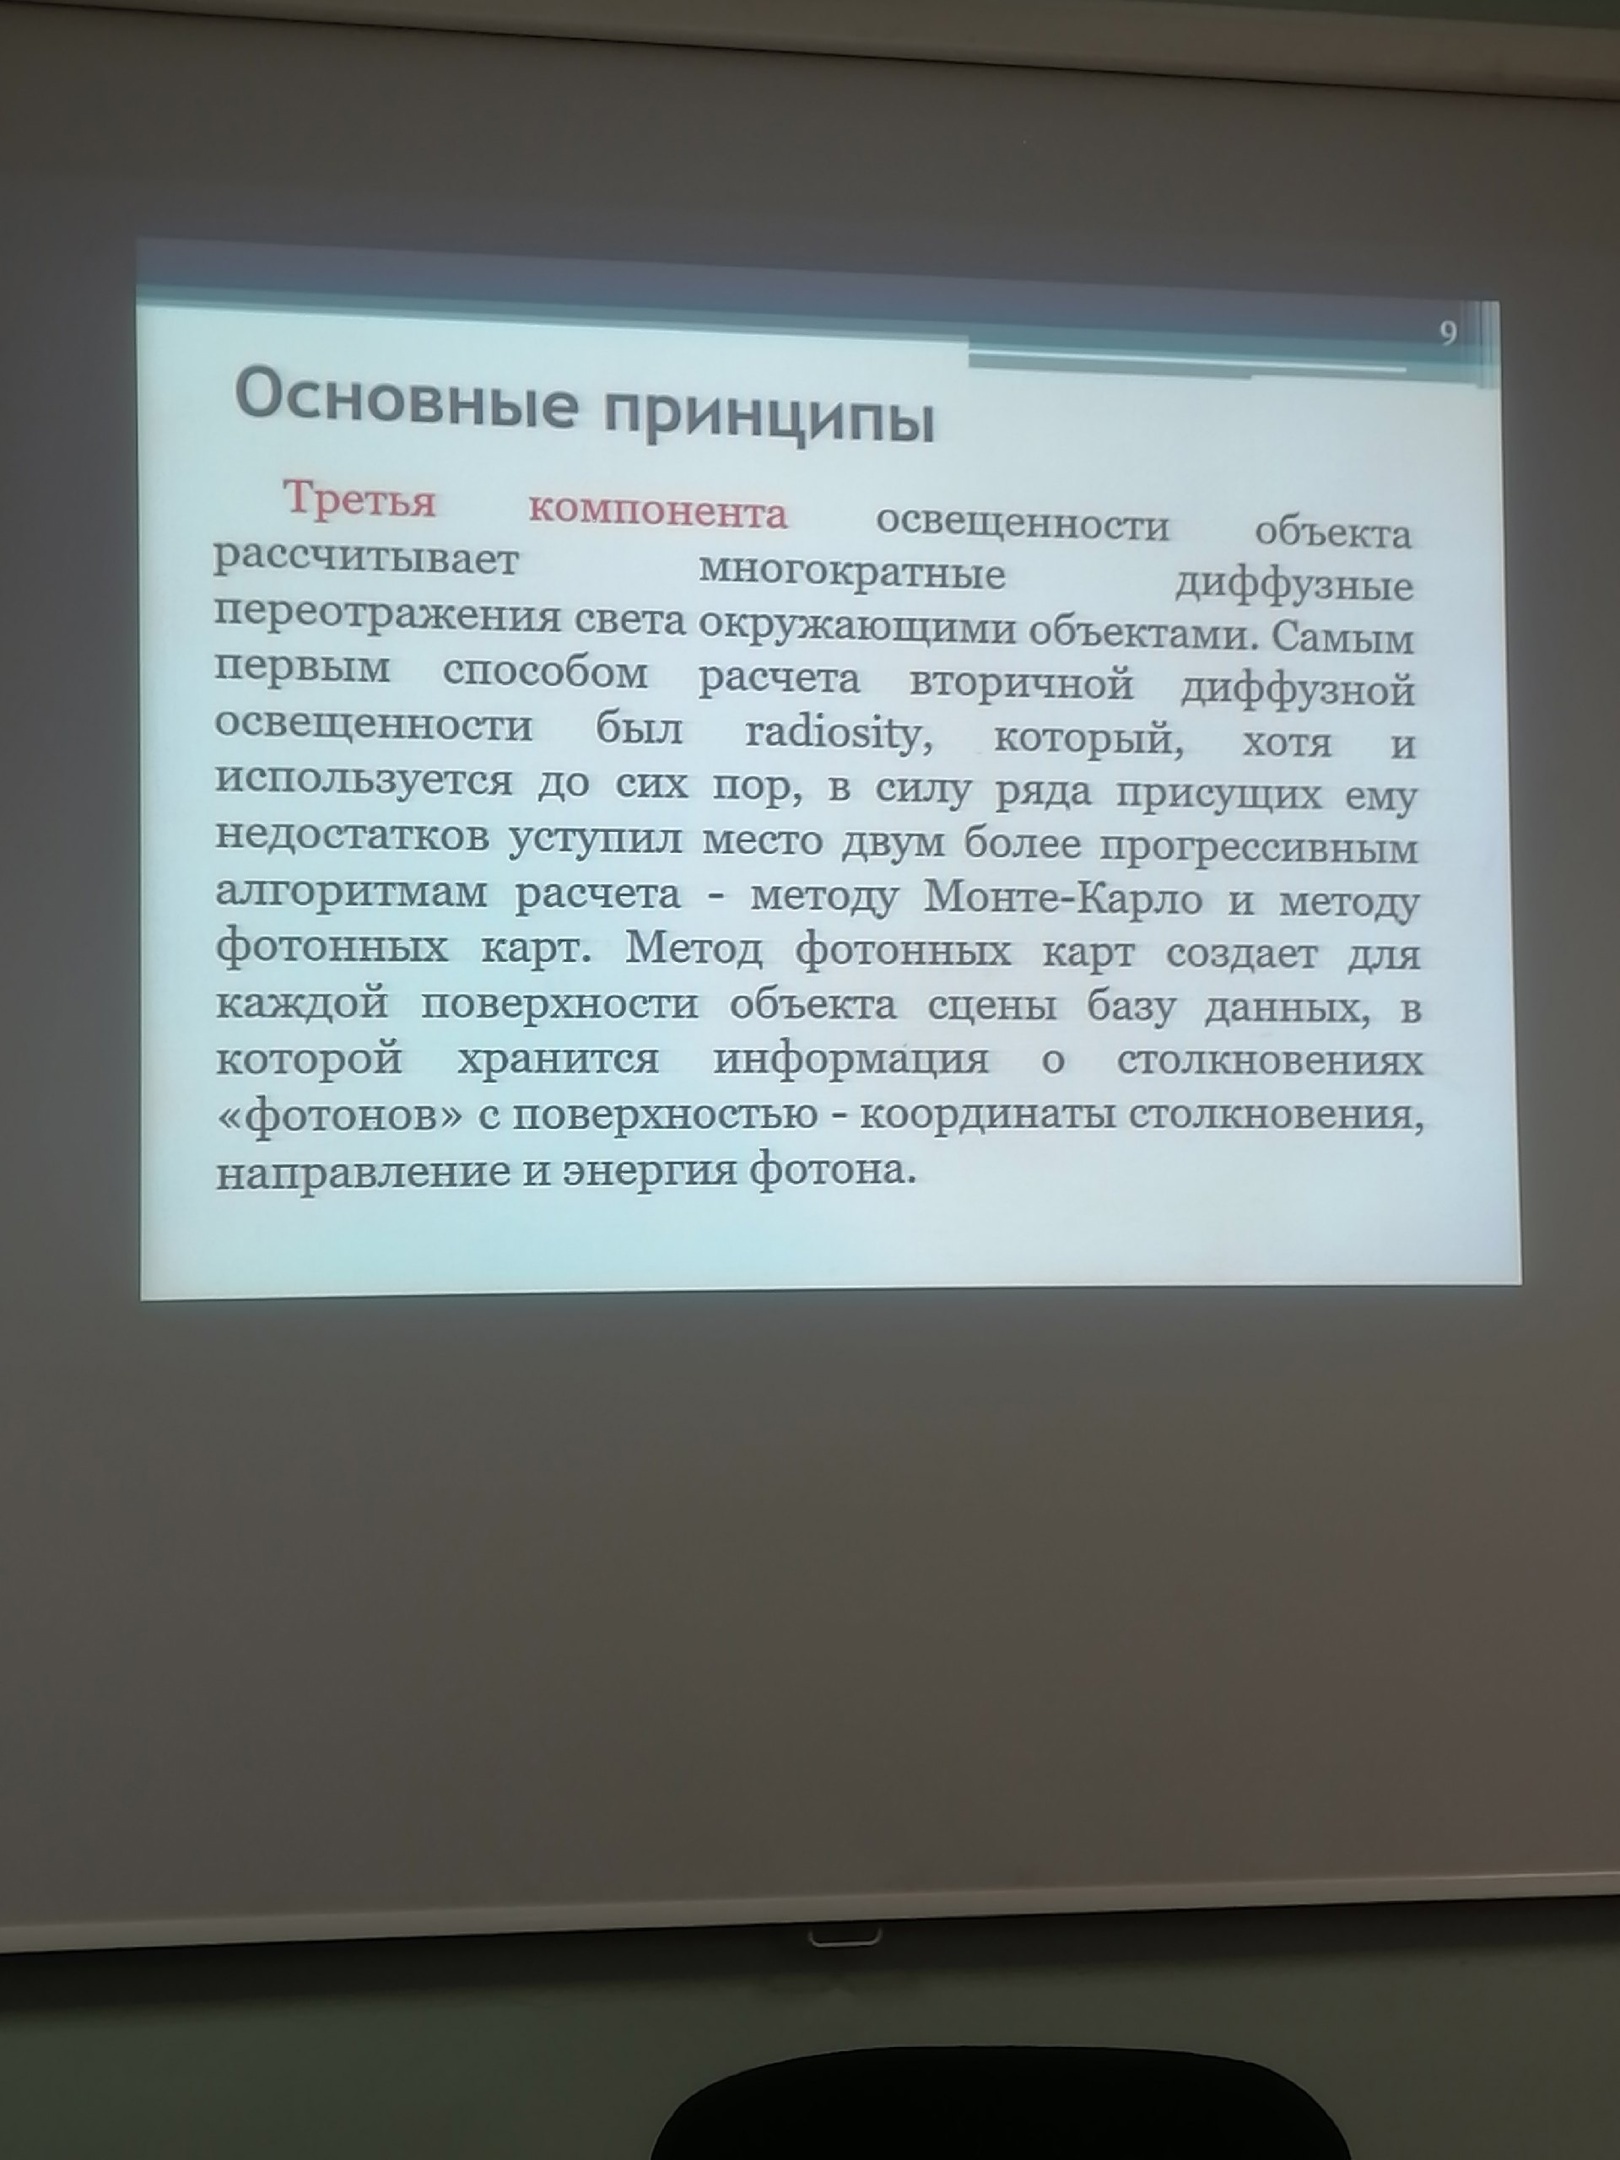 9
Основные принципы
Третья компонента освещенности объекта
рассчитывает многократные диффузные
переотражения света окружающими объектами. Самым
первым способом расчета вторичной диффузной
освещенности был radiosity, который, хотя и
используется до сих пор, в силу ряда присущих ему
недостатков уступил место двум более прогрессивным
алгоритмам расчета - методу Монте-Карло и методу
фотонных карт. Метод фотонных карт создает для
каждой поверхности объекта сцены базу данных, в
которой хранится информация о столкновениях
«фотонов» с поверхностью - координаты столкновения,
направление и энергия фотона.